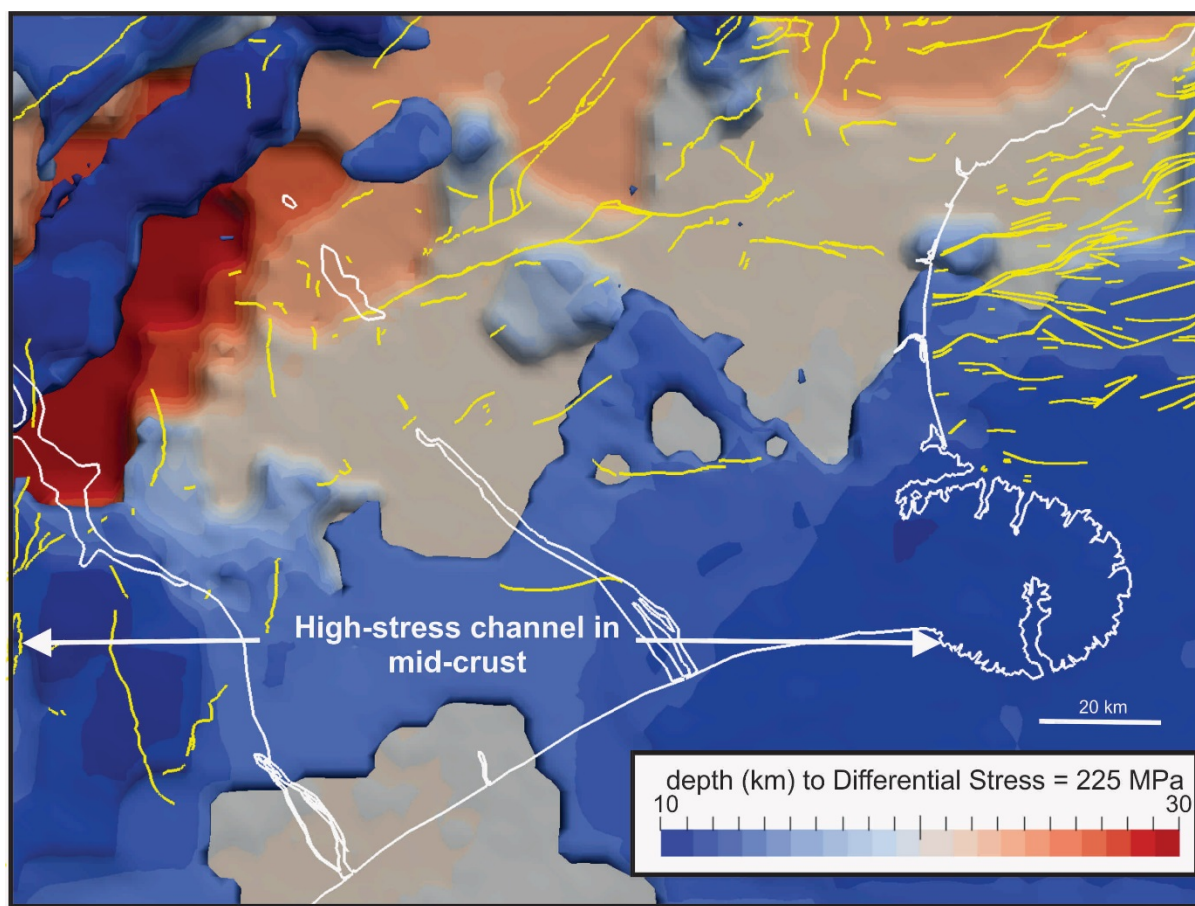 High-stress channel in
mid-crust
20 km
depth (km) to Differential Stress = 225 MPa
10 30